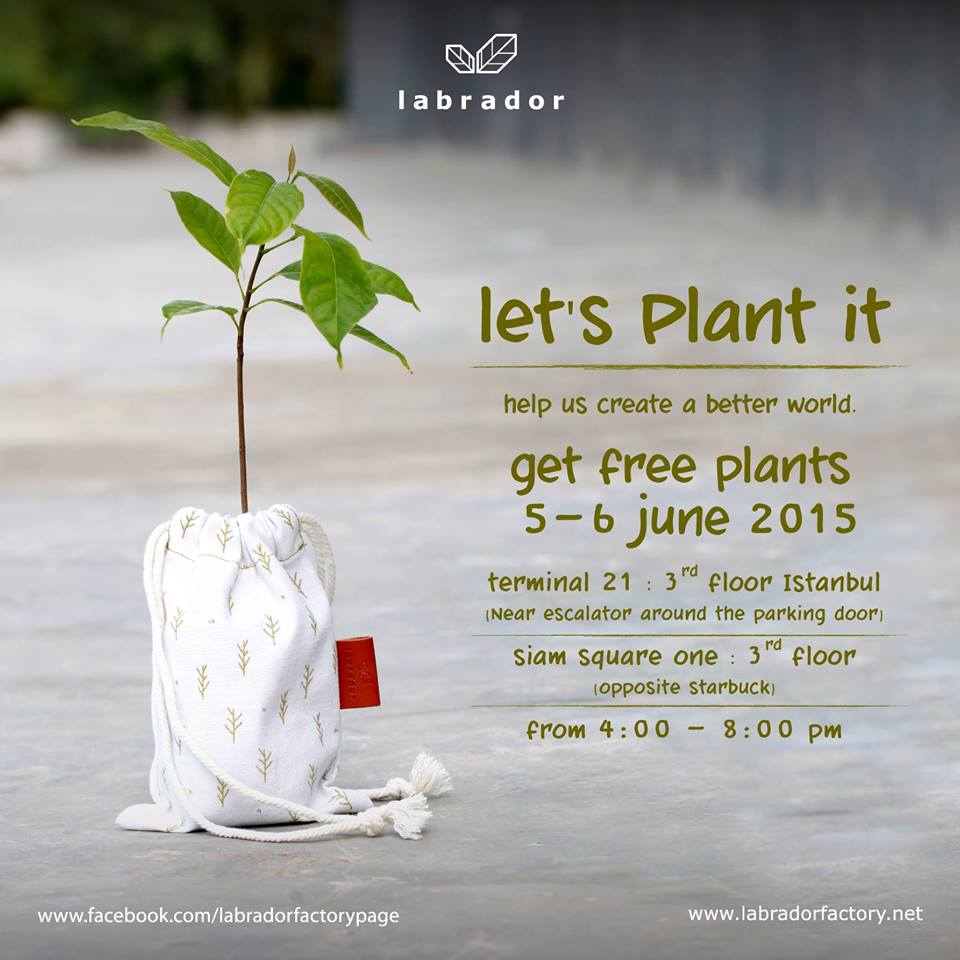 labrador
let's Plant it
help us create a better world.
get free plants
5-6 june 2015
terminal 21 : 3rd floor Istanbul
(Near escalator around the parking door)
siam square one : 3rd floor
(opposite starbuck)
from 4:00 - 8:00 pm
www.facebook.com/labradorfactorypage
www.labradorfactory.net